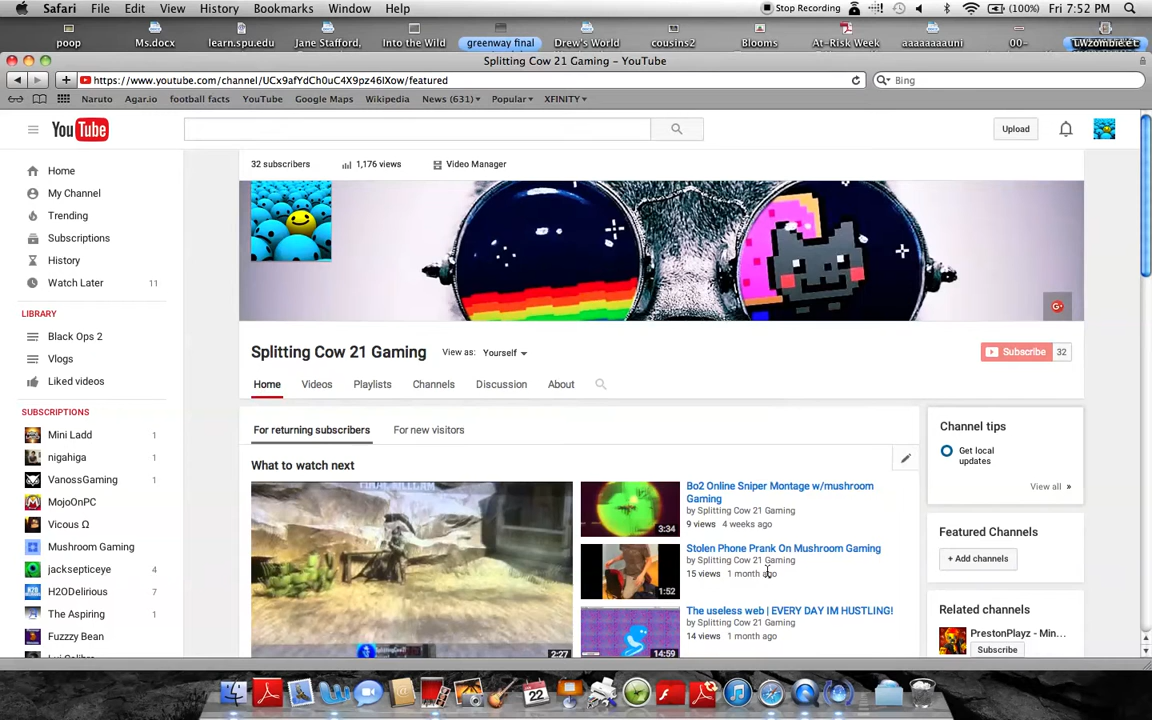 Safari File Edit View History Bookmarks Window Help Stop Recording (100%) Fri 7:52 PM
poop Ms.docx learn.spu.edu Jane Stafford, Into the Wild greenway final Drew's World cousins2 Blooms At-Risk Week aaaaaaaauni 00-- LWzombie.et
Splitting Cow 21 Gaming – YouTube
https://www.youtube.com/channel/UCx9afYdCh0uC4X9pz46IXow/featured Bing
Naruto Agar.io football facts YouTube Google Maps Wikipedia News (631) Popular XFINITY
YouTube Upload
32 subscribers 1,176 views Video Manager
Home
My Channel
Trending
Subscriptions
History
Watch Later 11
LIBRARY
Black Ops 2
Vlogs
Liked videos
SUBSCRIPTIONS
Mini Ladd 1
nigahiga 1
VanossGaming 1
MojoOnPC 2
Vicous Ω 2
Mushroom Gaming 1
jacksepticeye 4
H2ODelirious 7
The Aspiring 1
Fuzzzy Bean
Splitting Cow 21 Gaming View as: Yourself Subscribe 32
Home Videos Playlists Channels Discussion About
For returning subscribers For new visitors
What to watch next
2:27
3:34
Bo2 Online Sniper Montage w/mushroom
Gaming
by Splitting Cow 21 Gaming
9 views 4 weeks ago
1:52
Stolen Phone Prank On Mushroom Gaming
by Splitting Cow 21 Gaming
15 views 1 month ago
14:59
The useless web | EVERY DAY IM HUSTLING!
by Splitting Cow 21 Gaming
14 views 1 month ago
Channel tips
Get local
updates
View all »
Featured Channels
+ Add channels
Related channels
PrestonPlayz - Min...
Subscribe
22